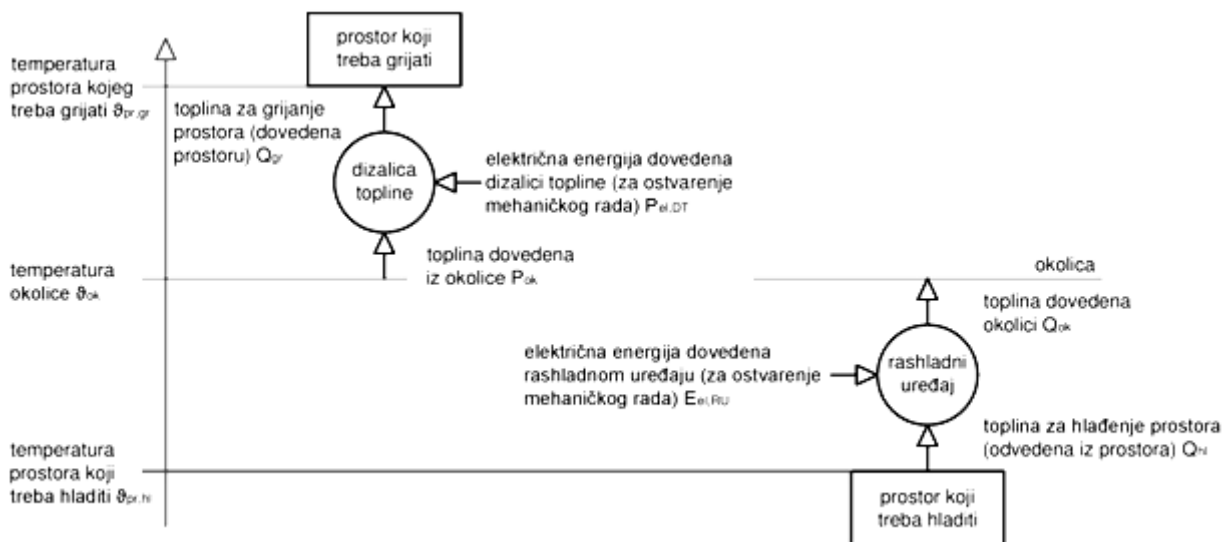 prostor koji
treba grijati
temperatura
prostora kojeg
treba grijati ϑpr,gr
toplina za grijanje
prostora (dovedena
prostoru) Qgr
dizalica
topline
električna energija dovedena
dizalici topline (za ostvarenje
mehaničkog rada) Pel,DT
toplina dovedena
iz okolice Pok
temperatura
okolice ϑok
okolica
toplina dovedena
okolici Qok
električna energija dovedena
rashladnom uređaju (za ostvarenje
mehaničkog rada) Eel,RU
rashladni
uređaj
toplina za hlađenje prostora
(odvedena iz prostora) Qhl
temperatura
prostora koji
treba hladiti ϑpr,hl
prostor koji
treba hladiti